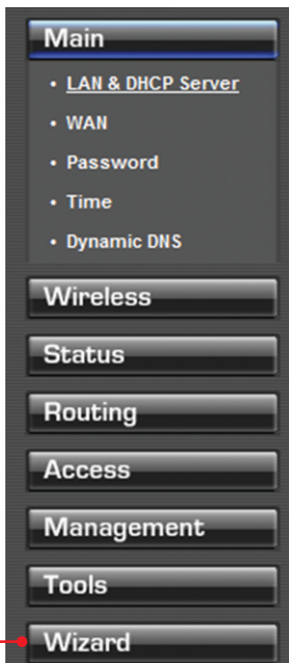 Main
• LAN & DHCP Server
• WAN
• Password
• Time
• Dynamic DNS
Wireless
Status
Routing
Access
Management
Tools
Wizard